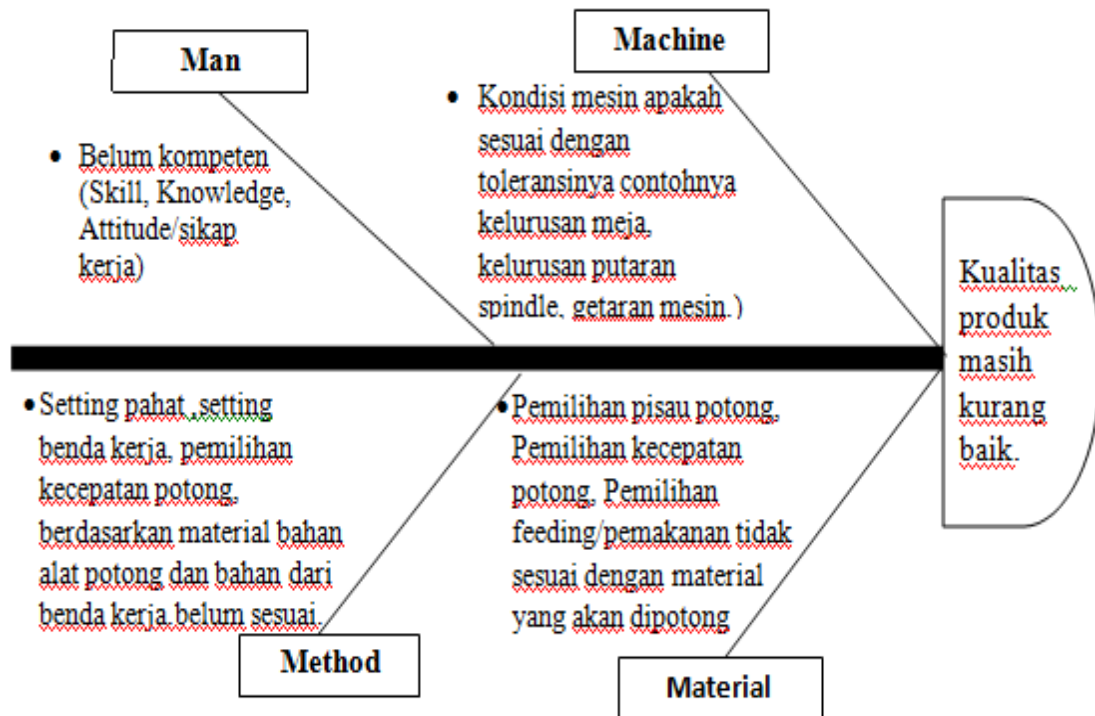 Man
• Belum kompeten
(Skill, Knowledge,
Attitude/sikap
kerja)
Machine
• Kondisi mesin apakah
sesuai dengan
toleransinya contohnya
kelurusan meja,
kelurusan putaran
spindle, getaran mesin.)
Kualitas
produk
masih
kurang
baik.
• Setting pahat ,setting
benda kerja, pemilihan
kecepatan potong,
berdasarkan material bahan
alat potong dan bahan dari
benda kerja.belum sesuai.
Method
• Pemilihan pisau potong,
Pemilihan kecepatan
potong, Pemilihan
feeding/pemakanan tidak
sesuai dengan material
yang akan dipotong
Material